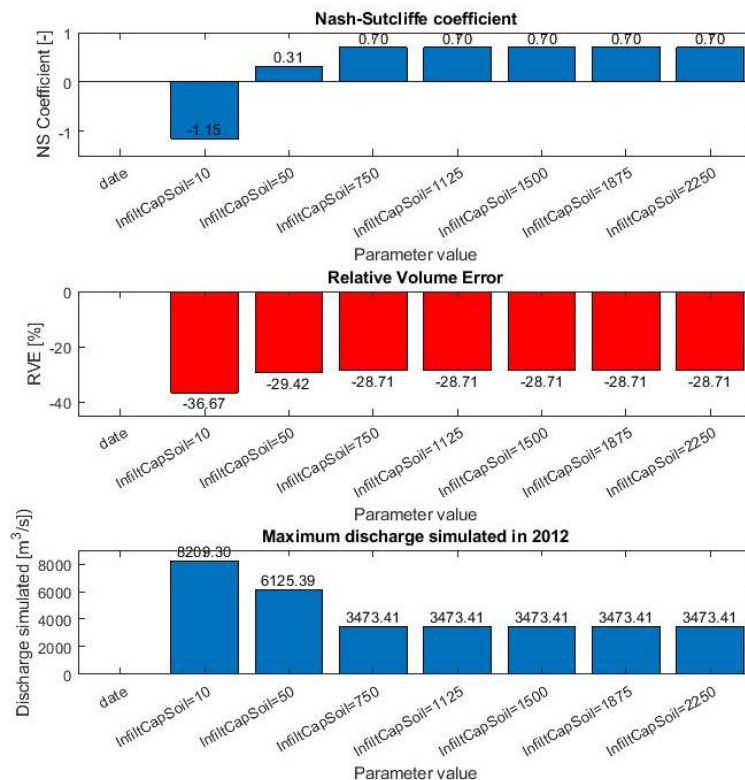 Nash-Sutcliffe coefficient
NS Coefficient [-]
1
0
-1
-1.15
0.31
0.70
0.70
0.70
0.70
0.70
date
InfiltCapSoil=10
InfiltCapSoil=50
InfiltCapSoil=750
InfiltCapSoil=1125
InfiltCapSoil=1500
InfiltCapSoil=1875
InfiltCapSoil=2250
Parameter value
Relative Volume Error
RVE [%]
0
-20
-40
-36.67
-29.42
-28.71
-28.71
-28.71
-28.71
-28.71
date
InfiltCapSoil=10
InfiltCapSoil=50
InfiltCapSoil=750
InfiltCapSoil=1125
InfiltCapSoil=1500
InfiltCapSoil=1875
InfiltCapSoil=2250
Parameter value
Maximum discharge simulated in 2012
Discharge simulated [m³/s]
8000
6000
4000
2000
0
8209.30
6125.39
3473.41
3473.41
3473.41
3473.41
3473.41
date
InfiltCapSoil=10
InfiltCapSoil=50
InfiltCapSoil=750
InfiltCapSoil=1125
InfiltCapSoil=1500
InfiltCapSoil=1875
InfiltCapSoil=2250
Parameter value